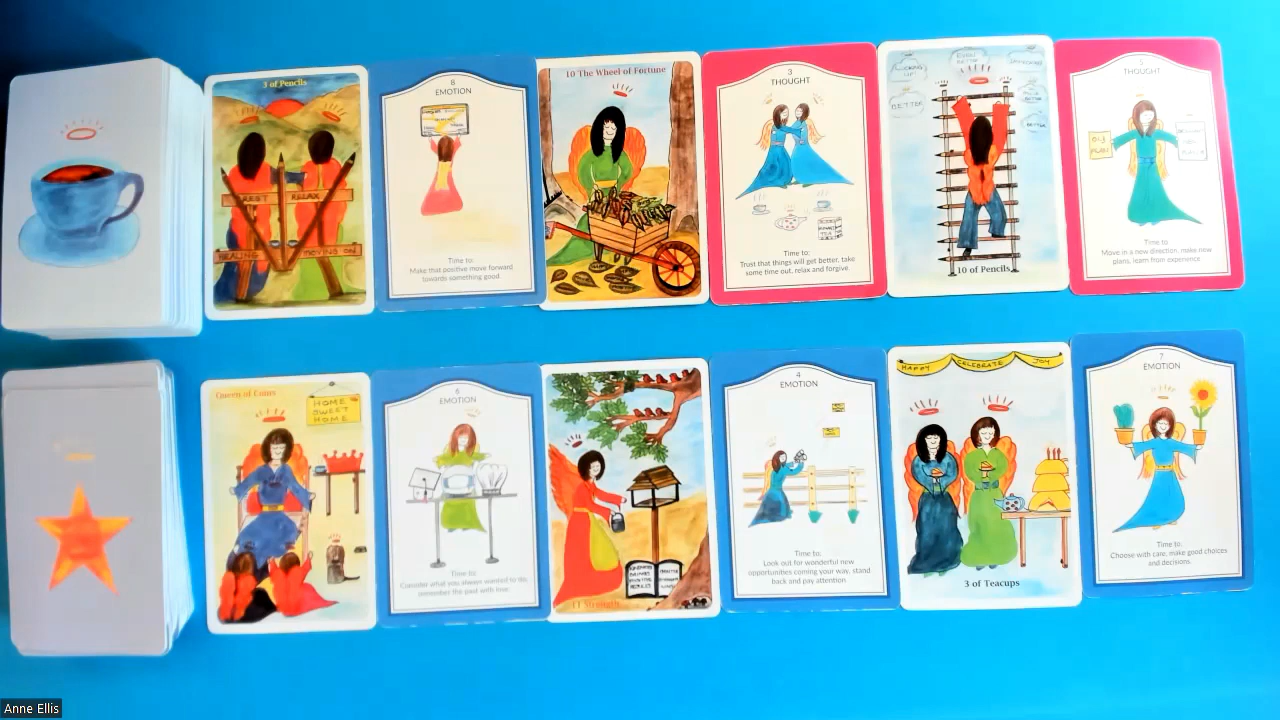 3 of Pencils
REST RELAX
HEALING MOVING ON
8
EMOTION
Time to:
Make that positive move forward
towards something good.
10 The Wheel of Fortune
3
THOUGHT
Time to:
Trust that things will get better, take
some time out, relax and forgive.
EVEN
BETTER
BETTER
BETTER
10 of Pencils
THOUGHT
OLD
PLANS
Time to
Move in a new direction, make new
plans, learn from experience
Queen of Coins
HOME
SWEET
HOME
6
EMOTION
Time to:
Consider what you always wanted to do,
remember the past with love.
11 Strength
4
EMOTION
Time to:
Look out for wonderful new
opportunities coming your way, stand
back and pay attention
HAPPY CELEBRATE JOY
3 of Teacups
7
EMOTION
Time to:
Choose with care, make good choices
and decisions.
Anne Ellis